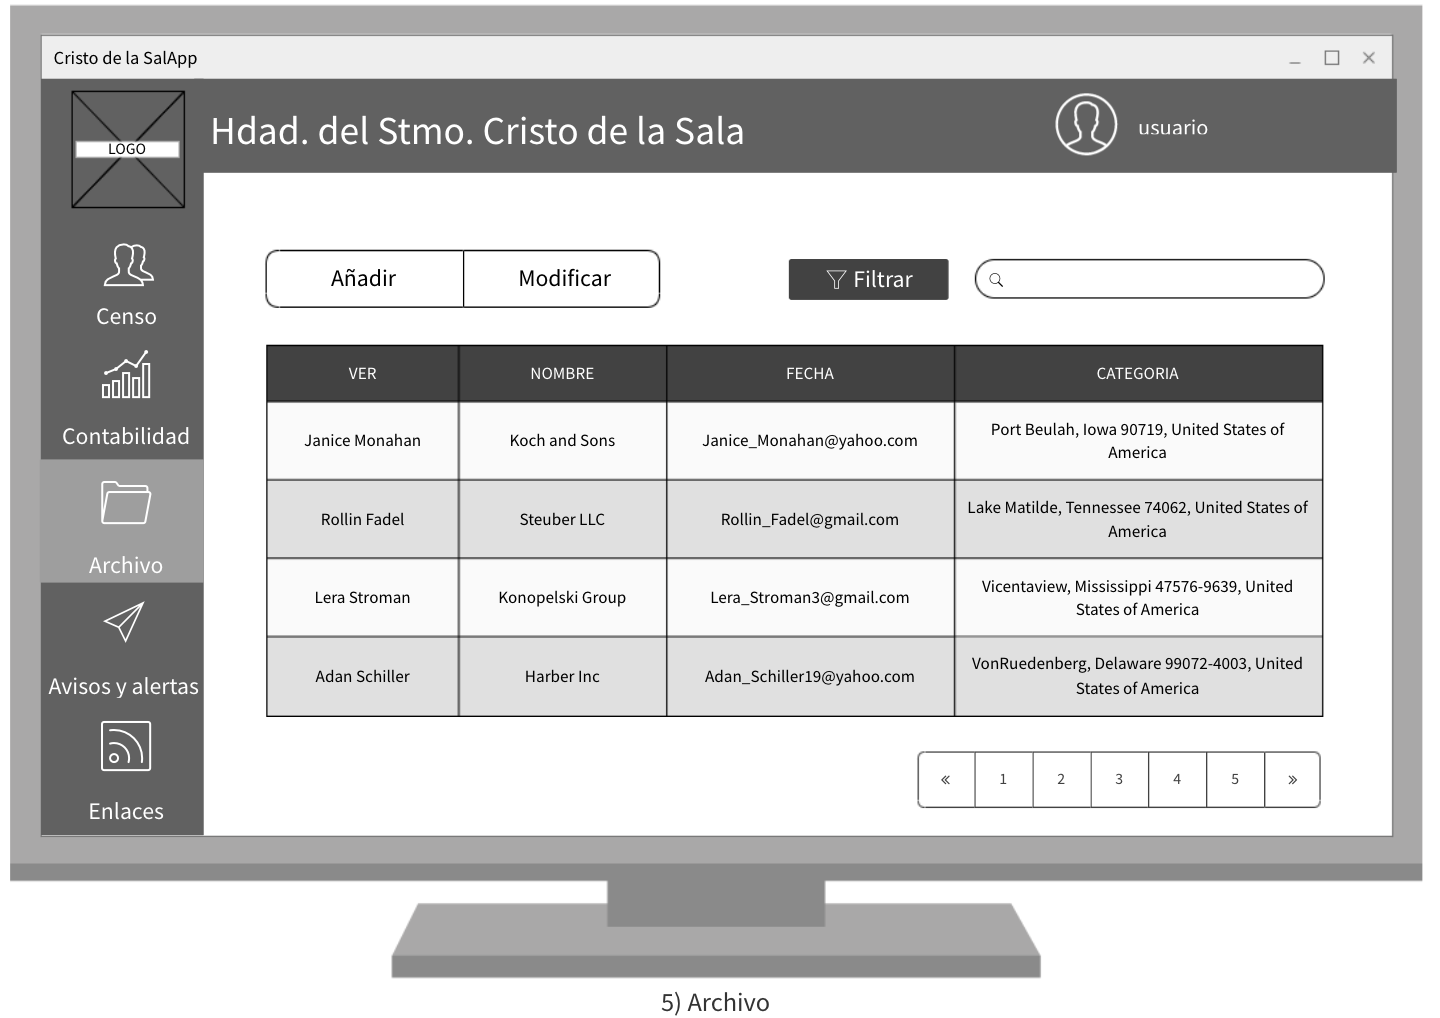 Cristo de la SalApp
LOGO
Hdad. del Stmo. Cristo de la Sala
usuario
Censo
Contabilidad
Archivo
Avisos y alertas
Enlaces
Añadir
Modificar
Filtrar
VER
NOMBRE
FECHA
CATEGORIA
Janice Monahan
Koch and Sons
Janice_Monahan@yahoo.com
Port Beulah, Iowa 90719, United States of
America
Rollin Fadel
Steuber LLC
Rollin_Fadel@gmail.com
Lake Matilde, Tennessee 74062, United States of
America
Lera Stroman
Konopelski Group
Lera_Stroman3@gmail.com
Vicentaview, Mississippi 47576-9639, United
States of America
Adan Schiller
Harber Inc
Adan_Schiller19@yahoo.com
VonRuedenberg, Delaware 99072-4003, United
States of America
« 1 2 3 4 5 »
5) Archivo